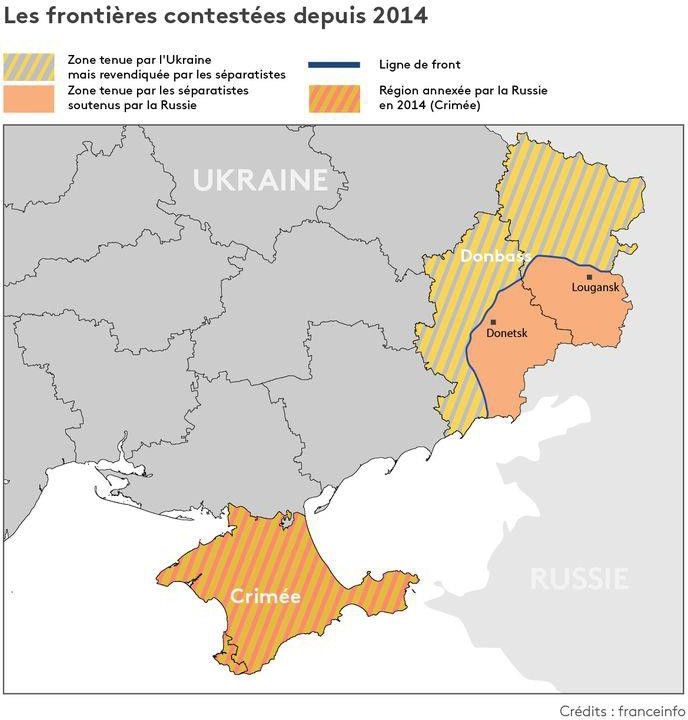 Les frontières contestées depuis 2014
Zone tenue par l'Ukraine
mais revendiquée par les séparatistes
Zone tenue par les séparatistes
soutenus par la Russie
Ligne de front
Région annexée par la Russie
en 2014 (Crimée)
UKRAINE
Donbass
Lougansk
Donetsk
RUSSIE
Crimée
Crédits : franceinfo